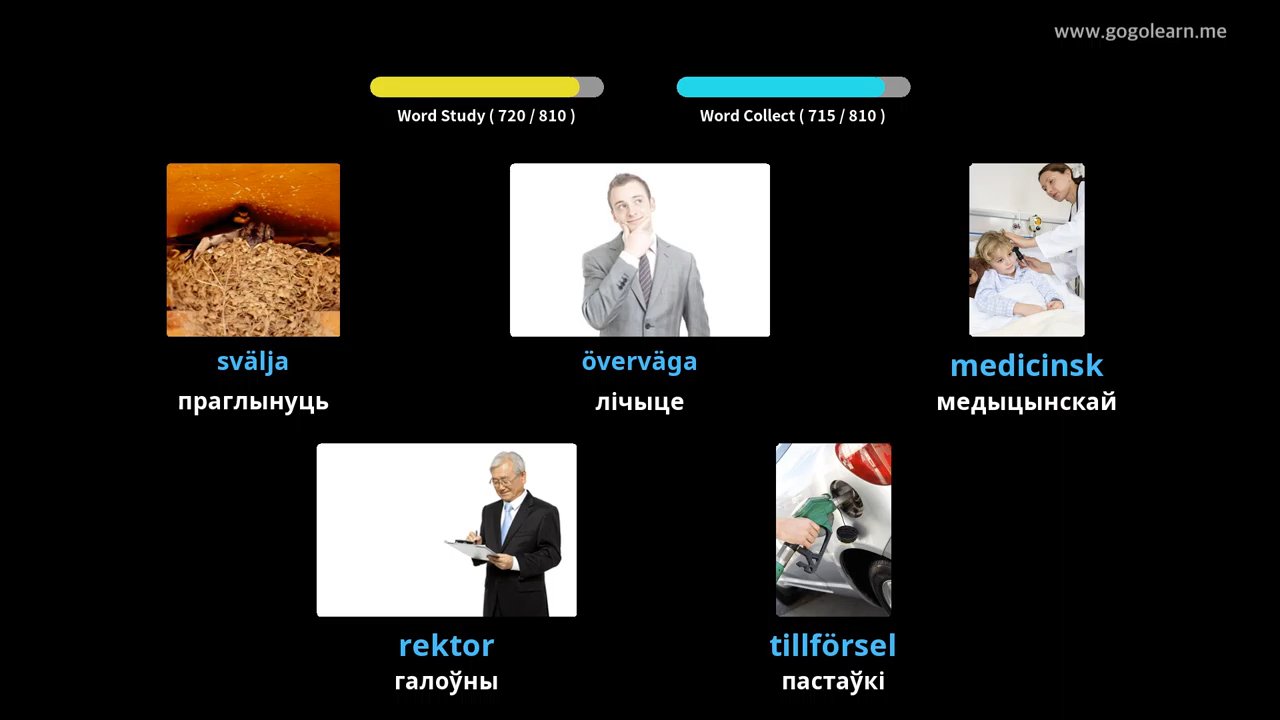 www.gogolearn.me
Word Study ( 720 / 810 )
Word Collect ( 715 / 810 )
svälja
överväga
medicinsk
праглынуць
лічыце
медыцынскай
rektor
tillförsel
галоўны
пастаўкі